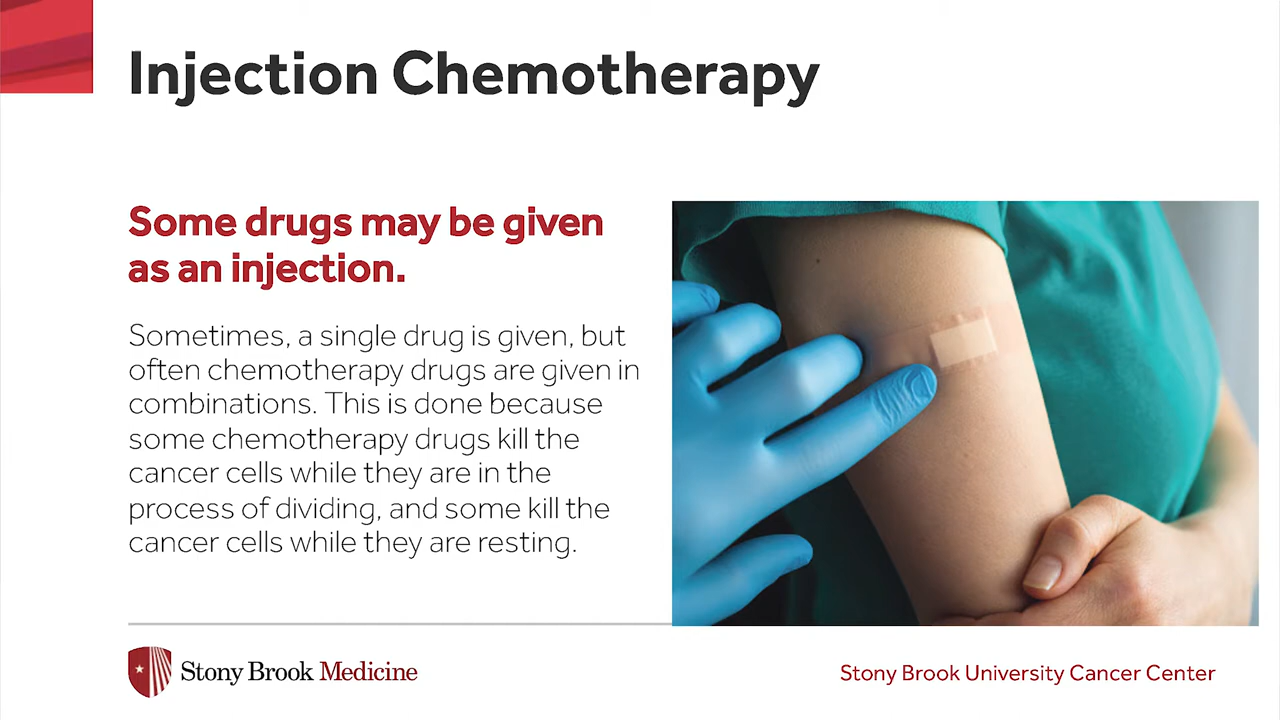 Injection Chemotherapy
Some drugs may be given
as an injection.
Sometimes, a single drug is given, but
often chemotherapy drugs are given in
combinations. This is done because
some chemotherapy drugs kill the
cancer cells while they are in the
process of dividing, and some kill the
cancer cells while they are resting.
Stony Brook Medicine
Stony Brook University Cancer Center